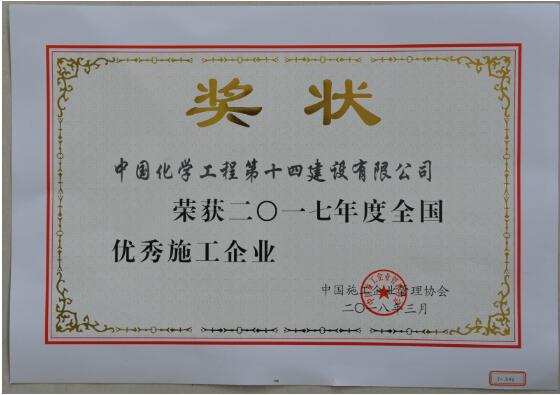 奖状
中国化学工程第十四建设有限公司
荣获二〇一七年度全国
优秀施工企业
中国施工企业管理协会
二〇一八年三月